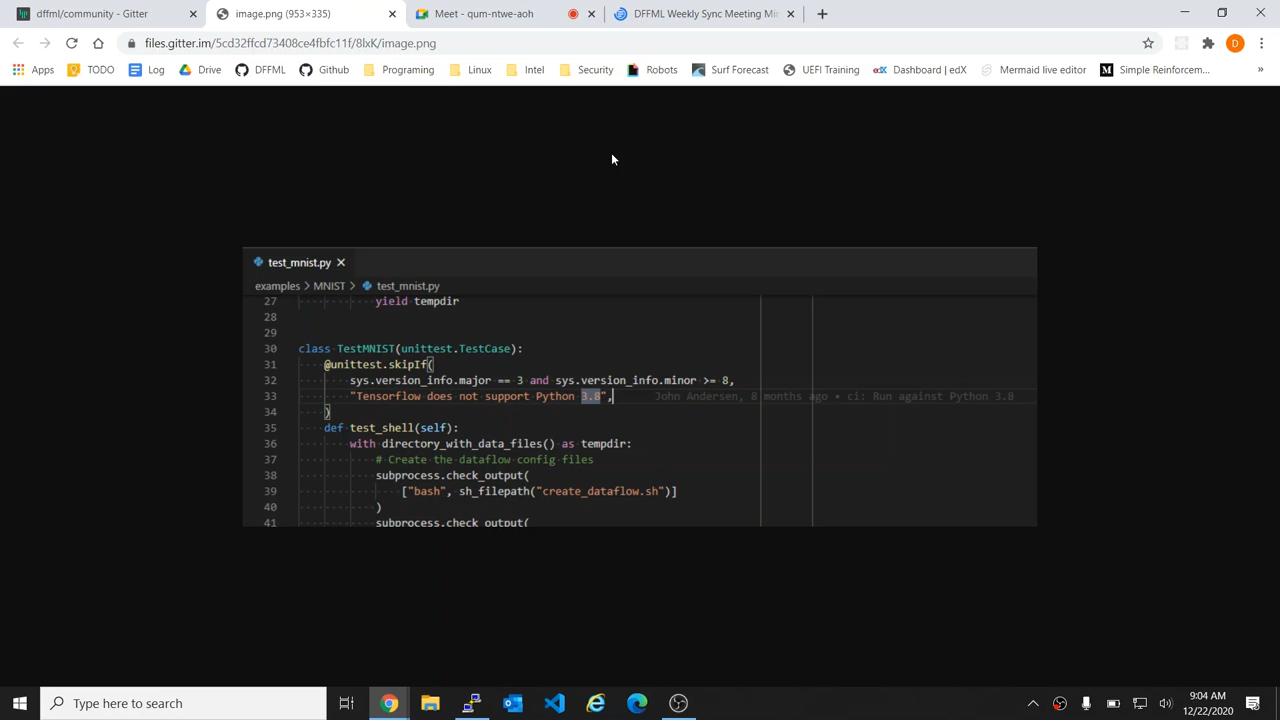 dffml/community - Gitter
image.png (953×335)
Meet - qum-ntwe-aoh
DFFML Weekly Sync Meeting Mi
files.gitter.im/5cd32ffcd73408ce4fbfc11f/8lxK/image.png
Apps
TODO
Log
Drive
DFFML
Github
Programing
Linux
Intel
Security
Robots
Surf Forecast
UEFI Training
Dashboard | edX
Mermaid live editor
Simple Reinforcem...
test_mnist.py
examples > MNIST > test_mnist.py
27 yield tempdir
28
29
30 class TestMNIST(unittest.TestCase):
31 @unittest.skipIf(
32 sys.version_info.major == 3 and sys.version_info.minor >= 8,
33 "Tensorflow does not support Python 3.8", John Andersen, 8 months ago • ci: Run against Python 3.8
34 )
35 def test_shell(self):
36 with directory_with_data_files() as tempdir:
37 # Create the dataflow config files
38 subprocess.check_output(
39 ["bash", sh_filepath("create_dataflow.sh")]
40 )
41 subprocess.check_output(
Type here to search
9:04 AM
12/22/2020